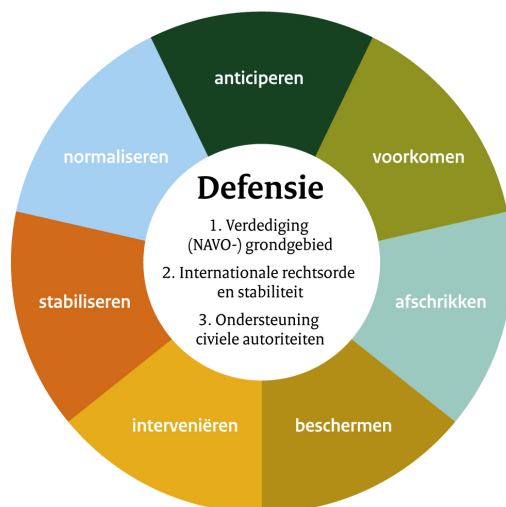 anticiperen
normaliseren
voorkomen
Defensie
1. Verdediging
(NAVO-) grondgebied
2. Internationale rechtsorde
en stabiliteit
3. Ondersteuning
civiele autoriteiten
stabiliseren
afschrikken
interveniëren
beschermen